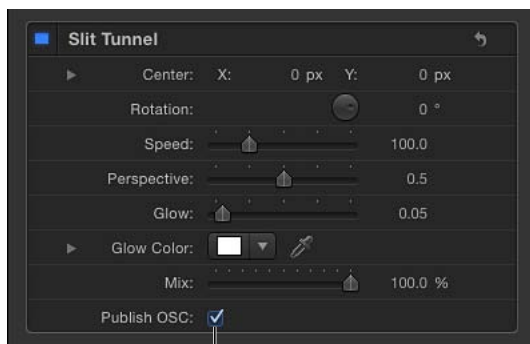 Slit Tunnel
Center: X: 0 px Y: 0 px
Rotation: 0 °
Speed: 100.0
Perspective: 0.5
Glow: 0.05
Glow Color:
Mix: 100.0 %
Publish OSC: